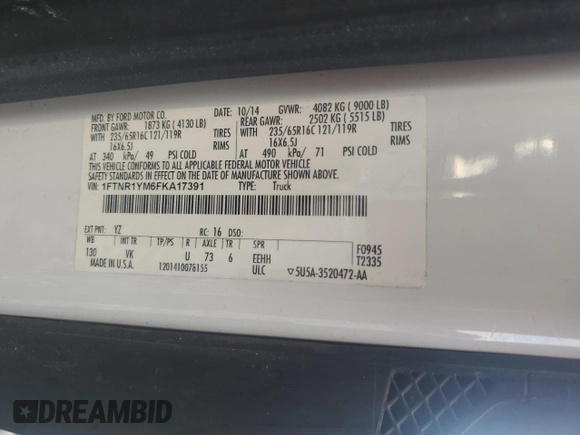 MFD. BY FORD MOTOR CO. 10/14 GVWR: 4082 KG ( 9000 LB)
FRONT GAWR: 1873 KG ( 4130 LB) REAR GAWR: 2502 KG ( 5515 LB)
WITH 235/65R16C 121/119R TIRES WITH 235/65R16C 121/119R TIRES
16X6.5J RIMS 16X6.5J RIMS
AT 340 kPa/ 49 PSI COLD AT 490 kPa/ 71 PSI COLD
THIS VEHICLE CONFORMS TO ALL APPLICABLE FEDERAL MOTOR VEHICLE
SAFETY STANDARDS IN EFFECT ON THE DATE OF MANUFACTURE SHOWN ABOVE.
VIN: 1FTNR1YM6FKA17391 TYPE: Truck
EXT PNT: YZ RC: 16 DSO:
WB INT TR TP/PS R AXLE TR SPR F0945
130 VK U 73 6 EEHH T2335
MADE IN U.S.A. 1201410078155 ULC ▽5U5A-3520472-AA
DREAMBID